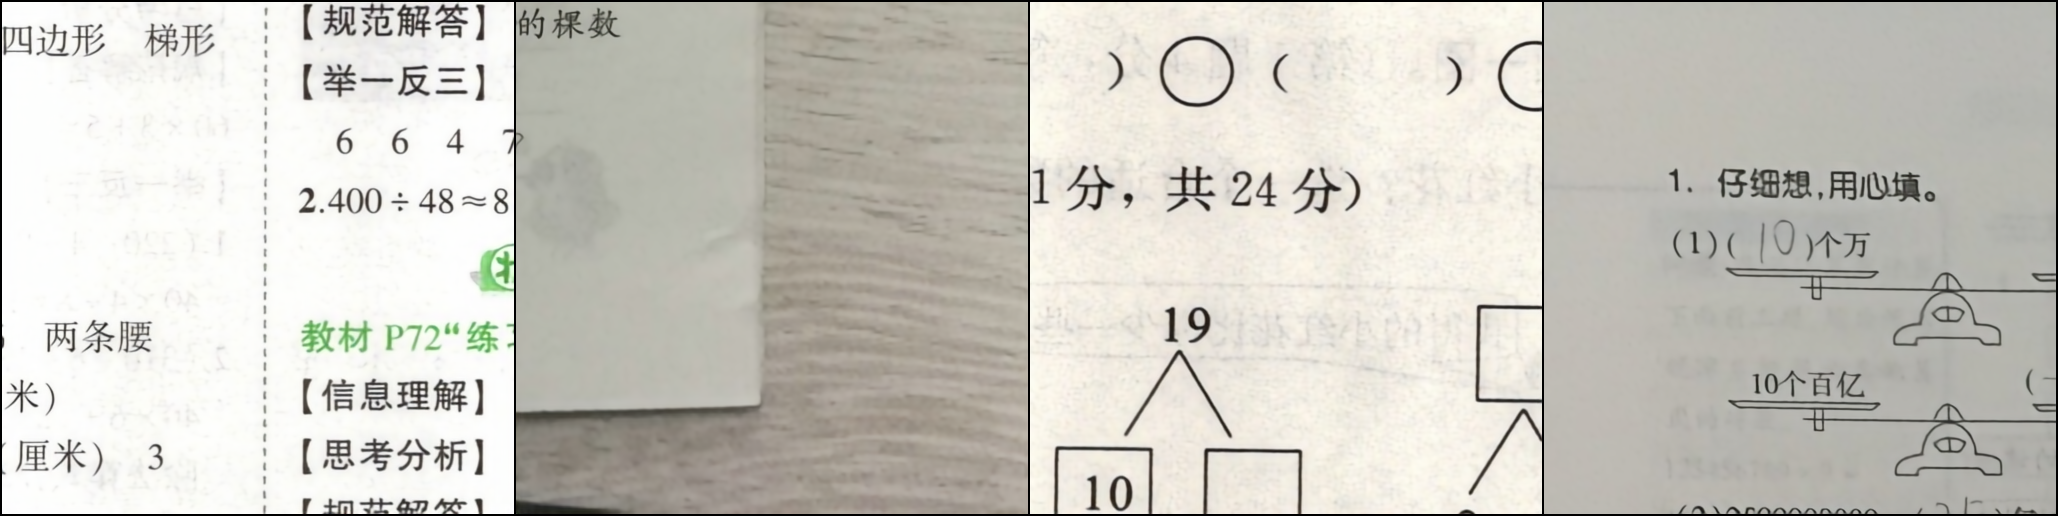 四边形 梯形
两条腰
米）
（厘米） 3
【规范解答】
【举一反三】
6 6 4 7
2.400÷48≈8
教材 P72“练习
【信息理解】
【思考分析】
【规范解答】
的棵数
）○（ ）○
1分，共24分）
19
10
1. 仔细想，用心填。
(1)( 10 )个万
10个百亿
(